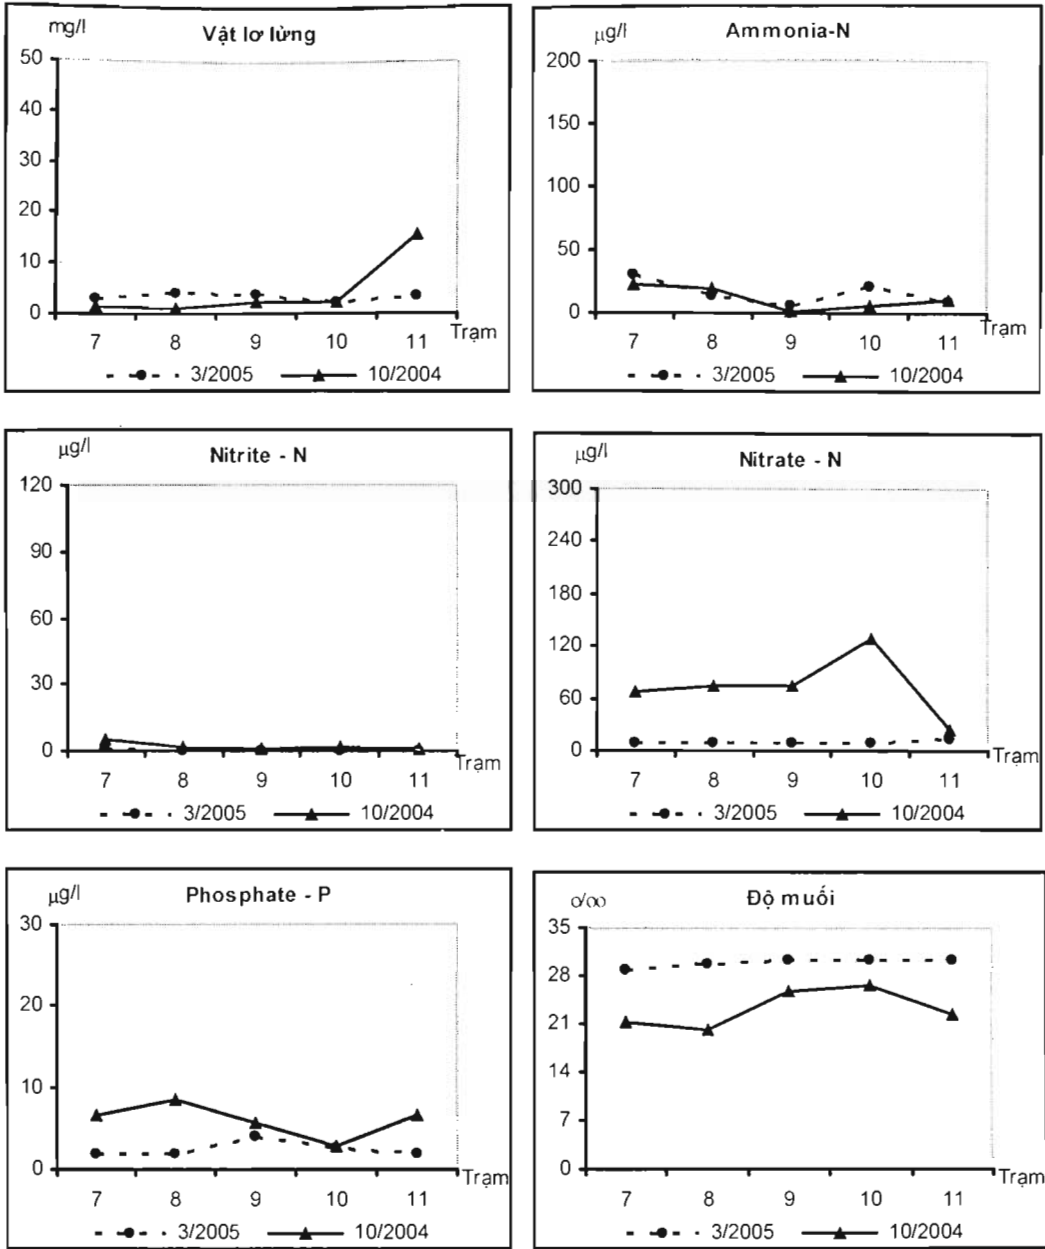 mg/l
Vật lơ lửng
50
40
30
20
10
0
7 8 9 10 11 Trạm
3/2005 10/2004
µg/l
Ammonia-N
200
150
100
50
0
7 8 9 10 11 Trạm
3/2005 10/2004
µg/l
Nitrite - N
120
90
60
30
0
7 8 9 10 11 Trạm
3/2005 10/2004
µg/l
Nitrate - N
300
240
180
120
60
0
7 8 9 10 11 Trạm
3/2005 10/2004
µg/l
Phosphate - P
30
20
10
0
7 8 9 10 11 Trạm
3/2005 10/2004
o/oo
Độ muối
35
28
21
14
7
0
7 8 9 10 11 Trạm
3/2005 10/2004